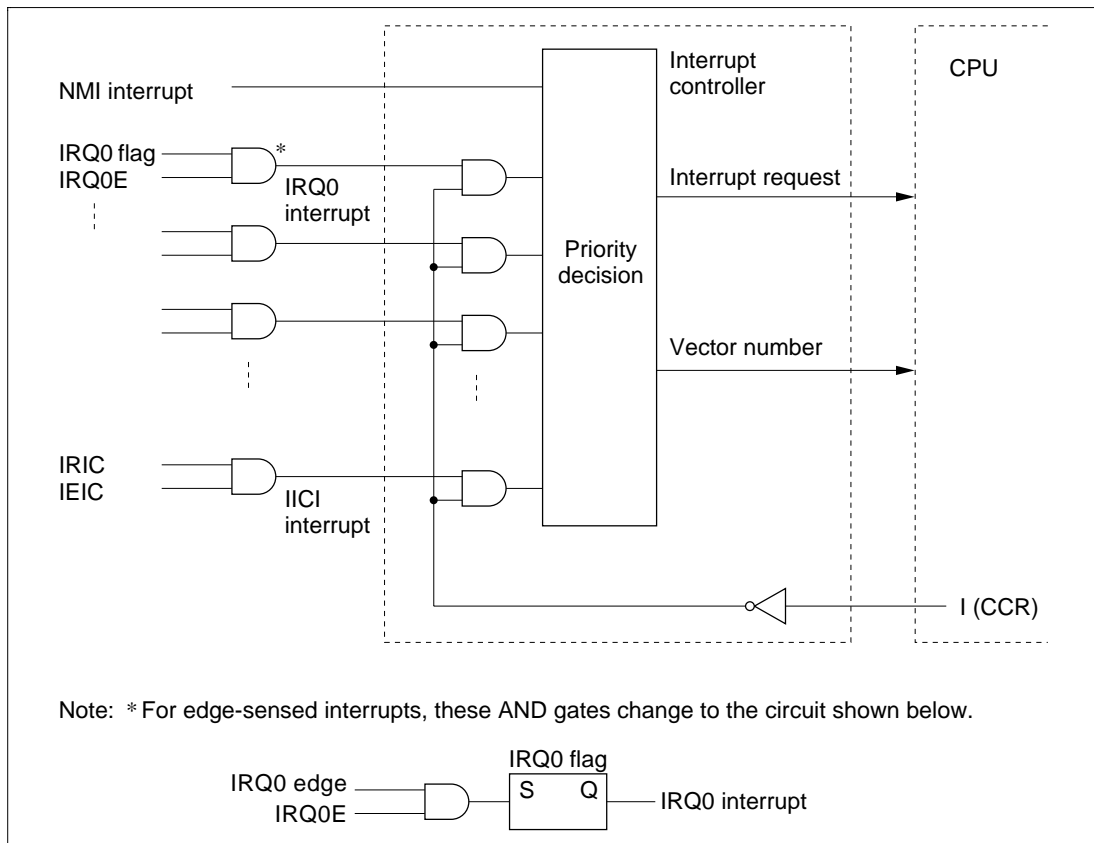 NMI interrupt
Interrupt
controller
CPU
IRQ0 flag
IRQ0E
*
IRQ0
interrupt
Interrupt request
Priority
decision
Vector number
IRIC
IEIC
IICI
interrupt
I (CCR)
Note: * For edge-sensed interrupts, these AND gates change to the circuit shown below.
IRQ0 flag
IRQ0 edge
IRQ0E
S Q
IRQ0 interrupt